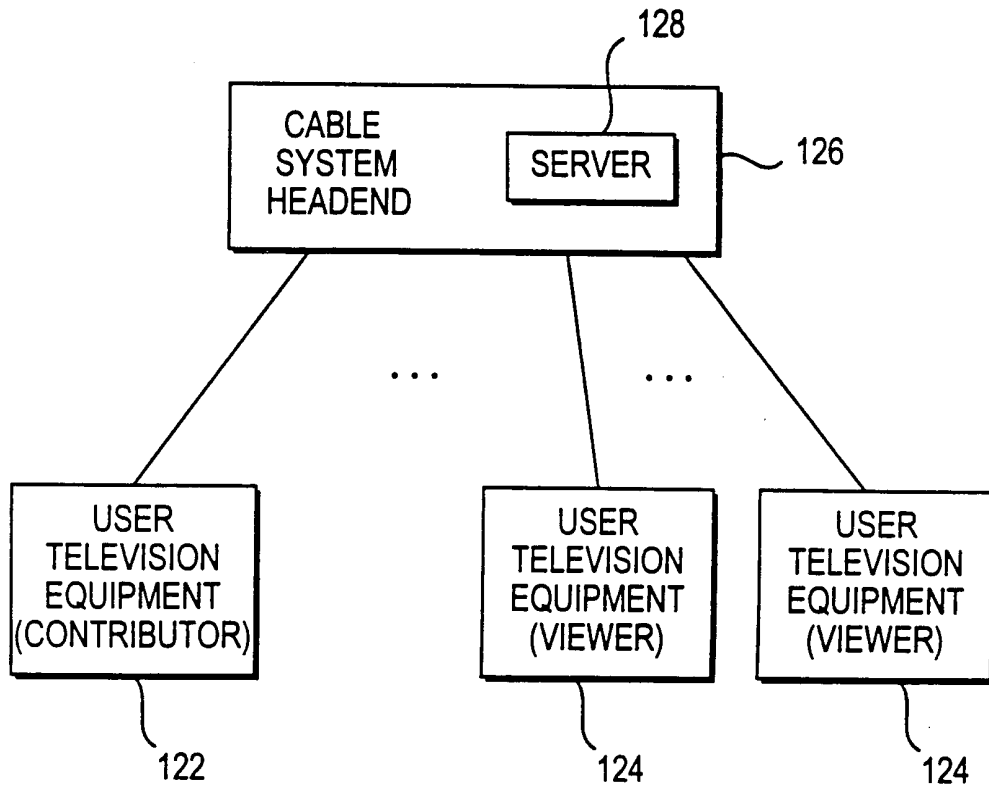 128
CABLE
SYSTEM
HEADEND
SERVER
126
...
...
USER
TELEVISION
EQUIPMENT
(CONTRIBUTOR)
USER
TELEVISION
EQUIPMENT
(VIEWER)
USER
TELEVISION
EQUIPMENT
(VIEWER)
122
124
124